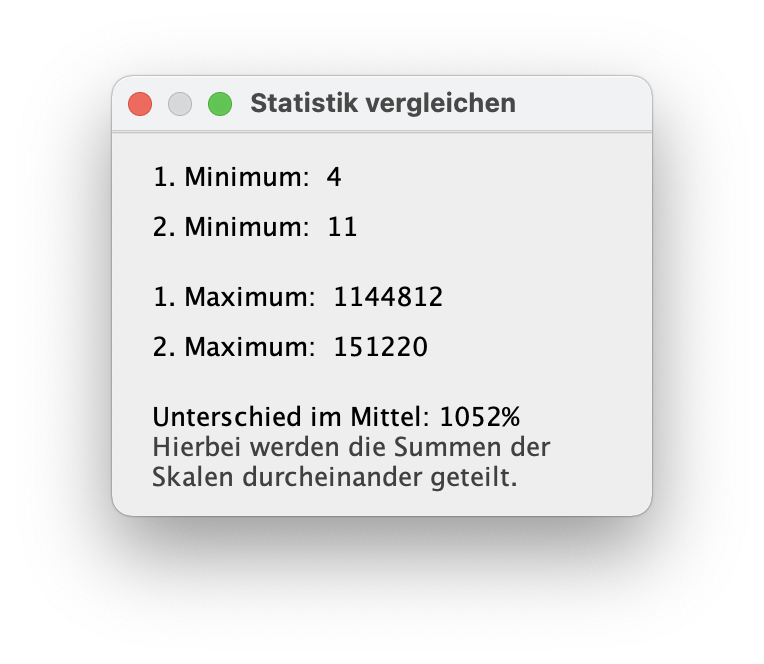 Statistik vergleichen
1. Minimum: 4
2. Minimum: 11
1. Maximum: 1144812
2. Maximum: 151220
Unterschied im Mittel: 1052%
Hierbei werden die Summen der
Skalen durcheinander geteilt.